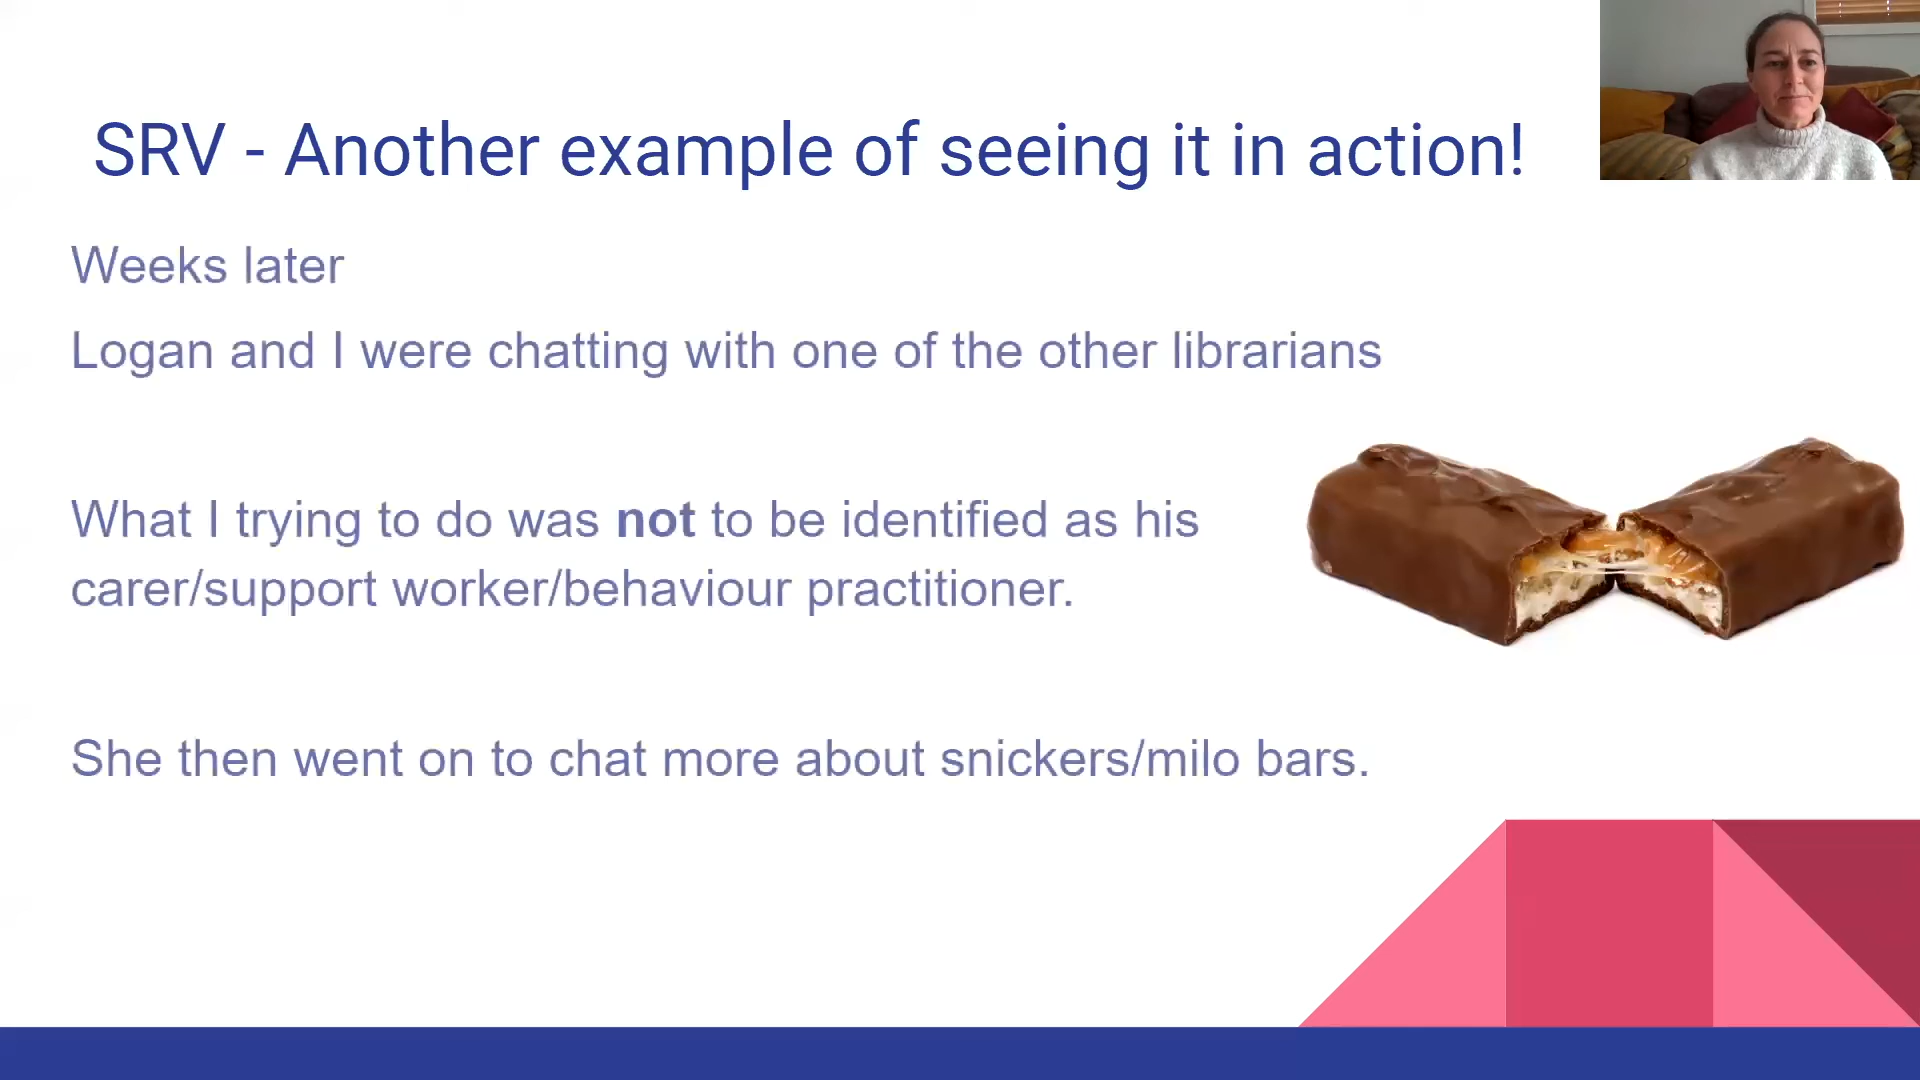 SRV - Another example of seeing it in action!
Weeks later
Logan and I were chatting with one of the other librarians
What I trying to do was not to be identified as his
carer/support worker/behaviour practitioner.
She then went on to chat more about snickers/milo bars.